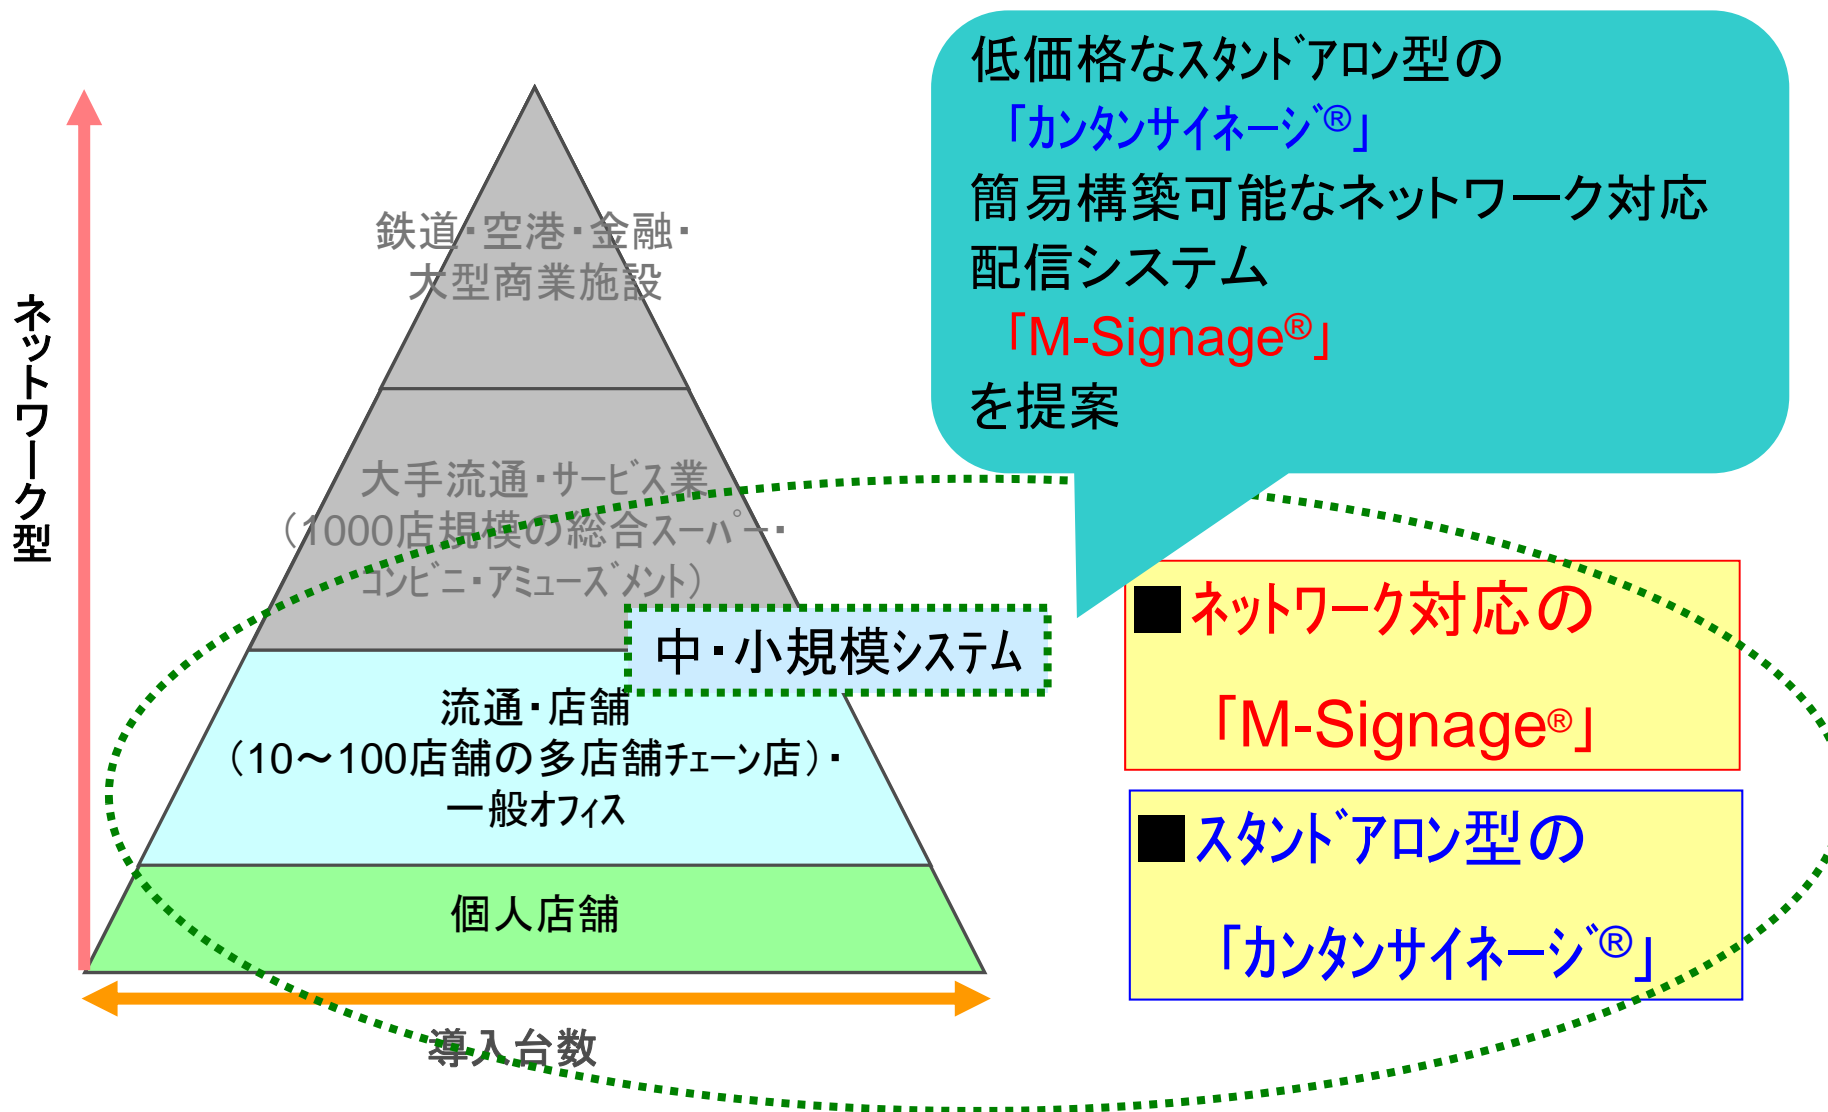 低価格なｽﾀﾝﾄﾞｱﾛﾝ型の
「ｶﾝﾀﾝｻｲﾈｰｼﾞ®」
簡易構築可能なネットワーク対応
配信システム
「M-Signage®」
を提案
ネットワーク型
鉄道・空港・金融・
大型商業施設
大手流通・ｻｰﾋﾞｽ業
（1000店規模の総合ｽｰﾊﾟｰ・
ｺﾝﾋﾞﾆ・ｱﾐｭｰｽﾞﾒﾝﾄ）
中・小規模ｼｽﾃﾑ
流通・店舗
（10～100店舗の多店舗ﾁｪｰﾝ店）・
一般ｵﾌｨｽ
個人店舗
導入台数
■ﾈｯﾄﾜｰｸ対応の
「M-Signage®」
■ｽﾀﾝﾄﾞｱﾛﾝ型の
「ｶﾝﾀﾝｻｲﾈｰｼﾞ®」